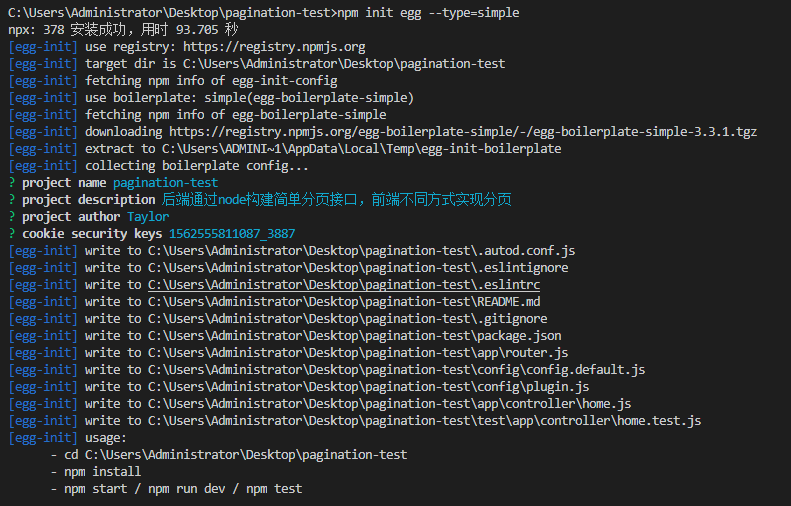 C:\Users\Administrator\Desktop\pagination-test>npm init egg --type=simple
npx: 378 安装成功，用时 93.705 秒
[egg-init] use registry: https://registry.npmjs.org
[egg-init] target dir is C:\Users\Administrator\Desktop\pagination-test
[egg-init] fetching npm info of egg-init-config
[egg-init] use boilerplate: simple(egg-boilerplate-simple)
[egg-init] fetching npm info of egg-boilerplate-simple
[egg-init] downloading https://registry.npmjs.org/egg-boilerplate-simple/-/egg-boilerplate-simple-3.3.1.tgz
[egg-init] extract to C:\Users\ADMINI~1\AppData\Local\Temp\egg-init-boilerplate
[egg-init] collecting boilerplate config...
? project name pagination-test
? project description 后端通过node构建简单分页接口，前端不同方式实现分页
? project author Taylor
? cookie security keys 1562555811087_3887
[egg-init] write to C:\Users\Administrator\Desktop\pagination-test\.autod.conf.js
[egg-init] write to C:\Users\Administrator\Desktop\pagination-test\.eslintignore
[egg-init] write to C:\Users\Administrator\Desktop\pagination-test\.eslintrc
[egg-init] write to C:\Users\Administrator\Desktop\pagination-test\README.md
[egg-init] write to C:\Users\Administrator\Desktop\pagination-test\.gitignore
[egg-init] write to C:\Users\Administrator\Desktop\pagination-test\package.json
[egg-init] write to C:\Users\Administrator\Desktop\pagination-test\app\router.js
[egg-init] write to C:\Users\Administrator\Desktop\pagination-test\config\config.default.js
[egg-init] write to C:\Users\Administrator\Desktop\pagination-test\config\plugin.js
[egg-init] write to C:\Users\Administrator\Desktop\pagination-test\app\controller\home.js
[egg-init] write to C:\Users\Administrator\Desktop\pagination-test\test\app\controller\home.test.js
[egg-init] usage:
- cd C:\Users\Administrator\Desktop\pagination-test
- npm install
- npm start / npm run dev / npm test